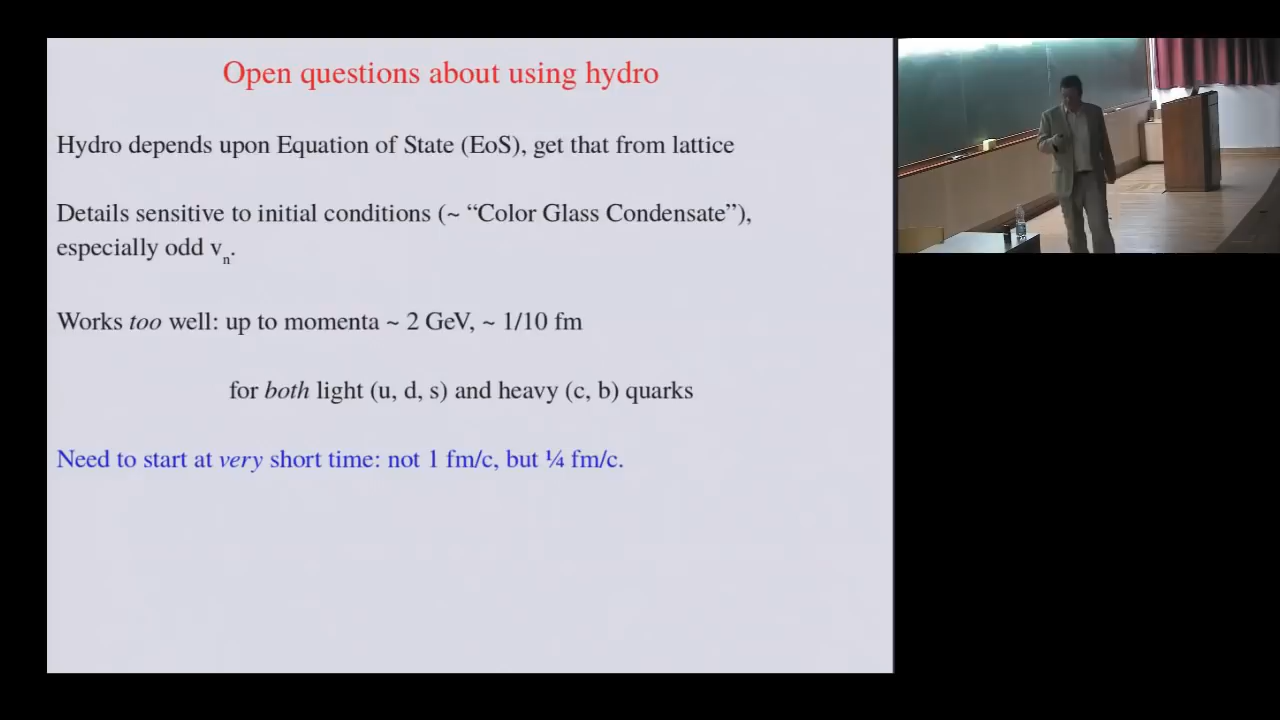 Open questions about using hydro
Hydro depends upon Equation of State (EoS), get that from lattice
Details sensitive to initial conditions (~ “Color Glass Condensate”),
especially odd vn.
Works too well: up to momenta ~ 2 GeV, ~ 1/10 fm
for both light (u, d, s) and heavy (c, b) quarks
Need to start at very short time: not 1 fm/c, but ¼ fm/c.